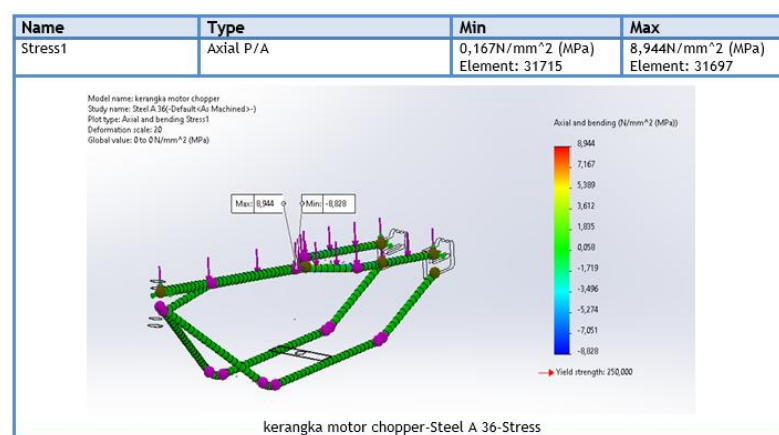 Name Type Min Max
Stress1 Axial P/A 0,167N/mm^2 (MPa) 8,944N/mm^2 (MPa)
Element: 31715 Element: 31697
Model name: kerangka motor chopper
Study name: Steel A 36(-Default<As Machined>-)
Plot type: Axial and bending Stress1
Deformation scale: 20
Global value: 0 to 0 N/mm^2 (MPa)
Axial and bending (N/mm^2 (MPa))
8,944
7,167
5,389
3,612
1,835
0,058
-1,719
-3,496
-5,274
-7,051
-8,828
Yield strength: 250,000
Max: 8,944
Min: -8,828
kerangka motor chopper-Steel A 36-Stress